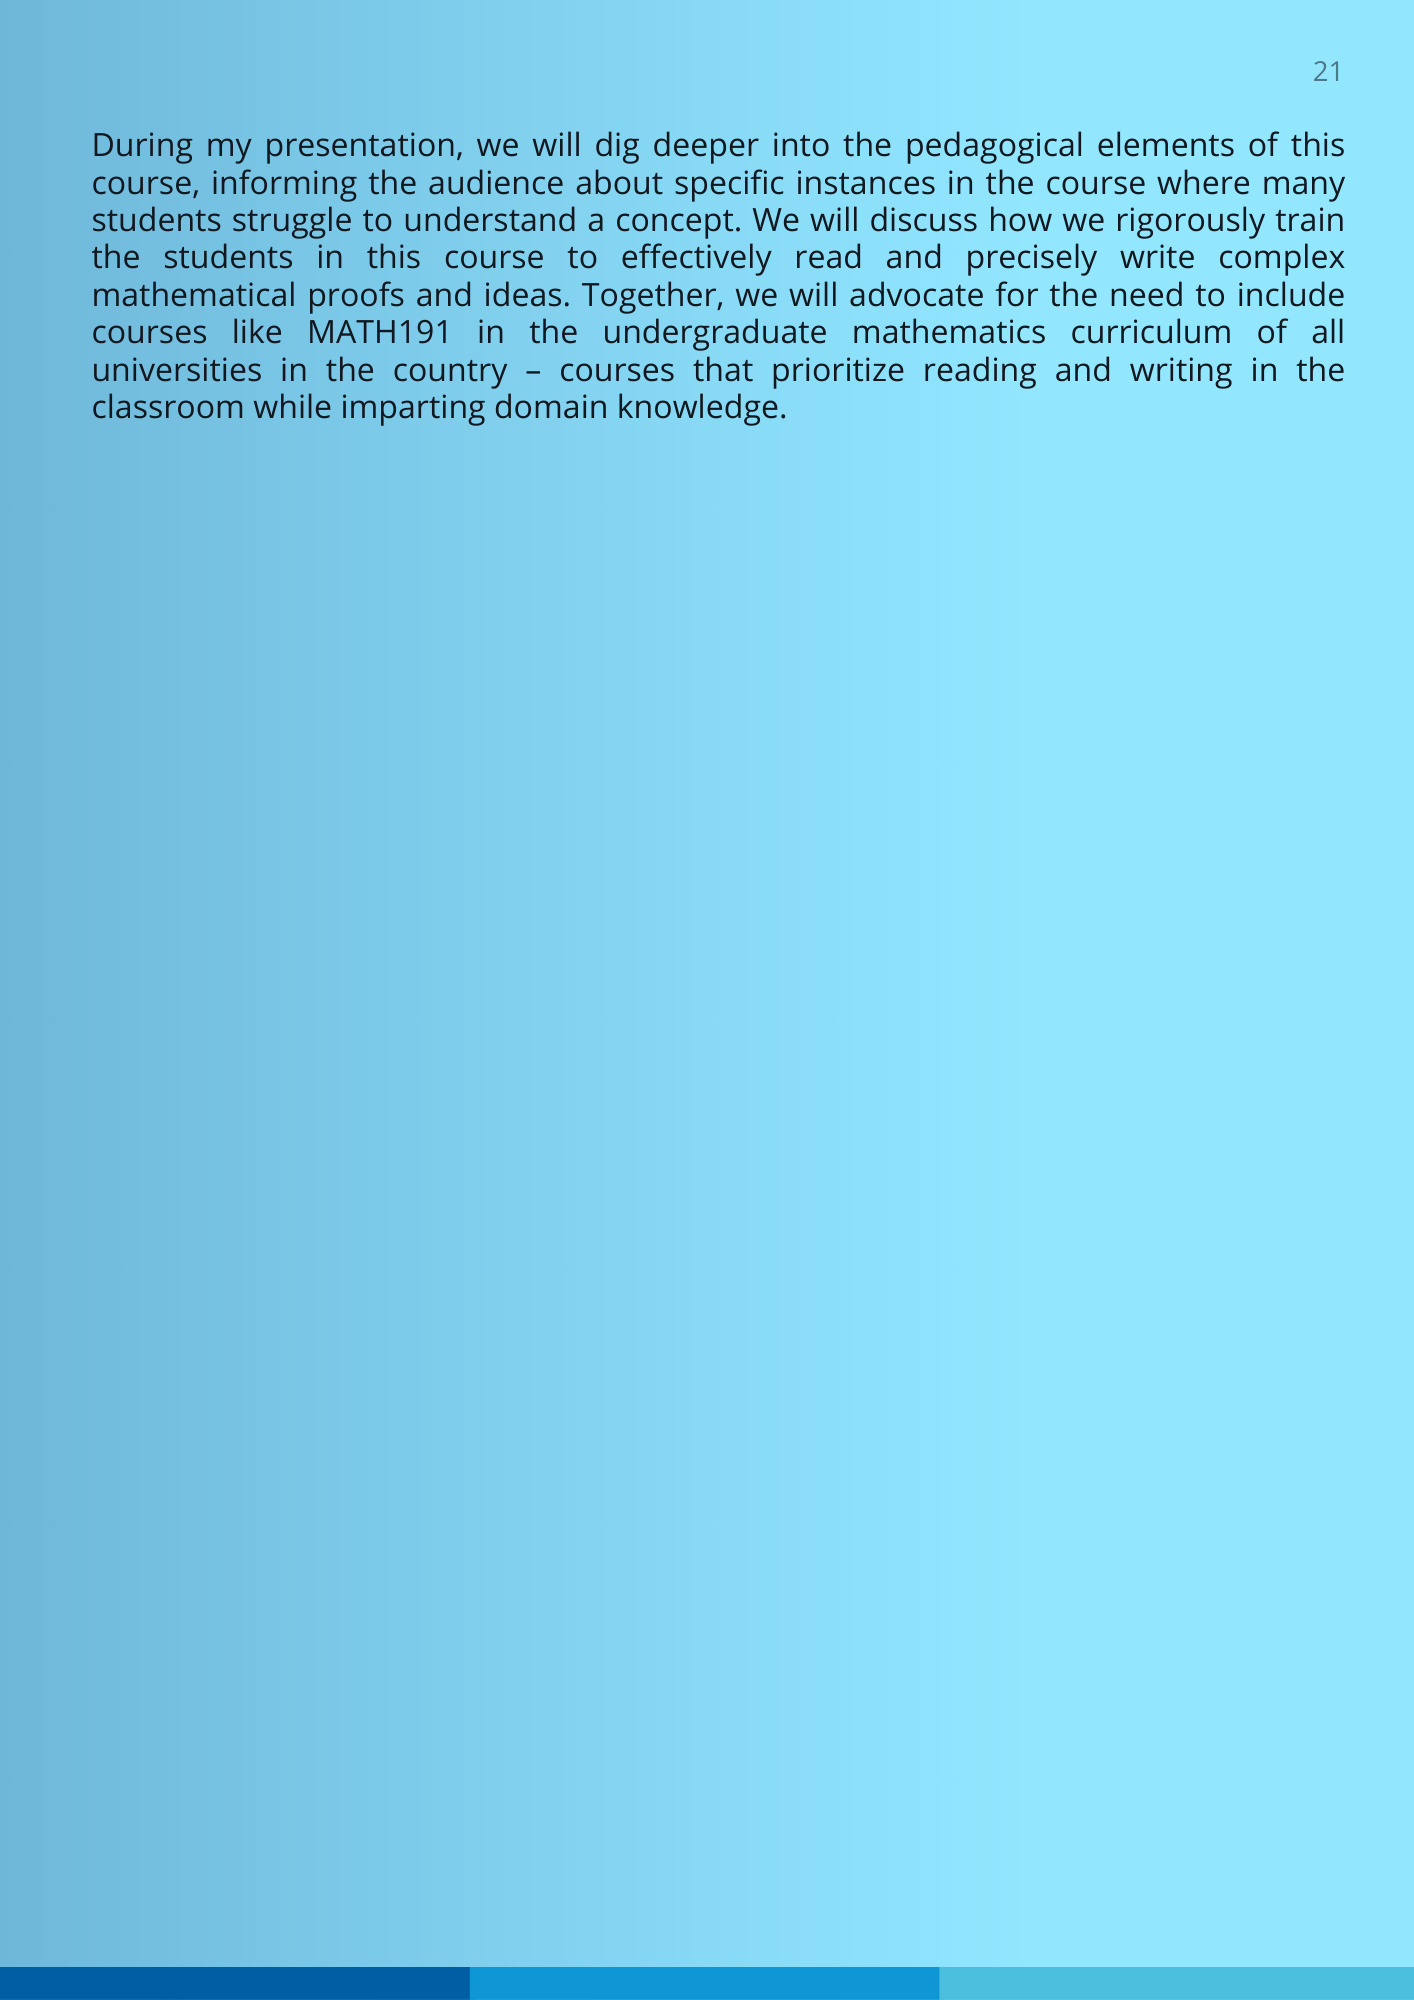 21
During my presentation, we will dig deeper into the pedagogical elements of this
course, informing the audience about specific instances in the course where many
students struggle to understand a concept. We will discuss how we rigorously train
the students in this course to effectively read and precisely write complex
mathematical proofs and ideas. Together, we will advocate for the need to include
courses like MATH191 in the undergraduate mathematics curriculum of all
universities in the country – courses that prioritize reading and writing in the
classroom while imparting domain knowledge.